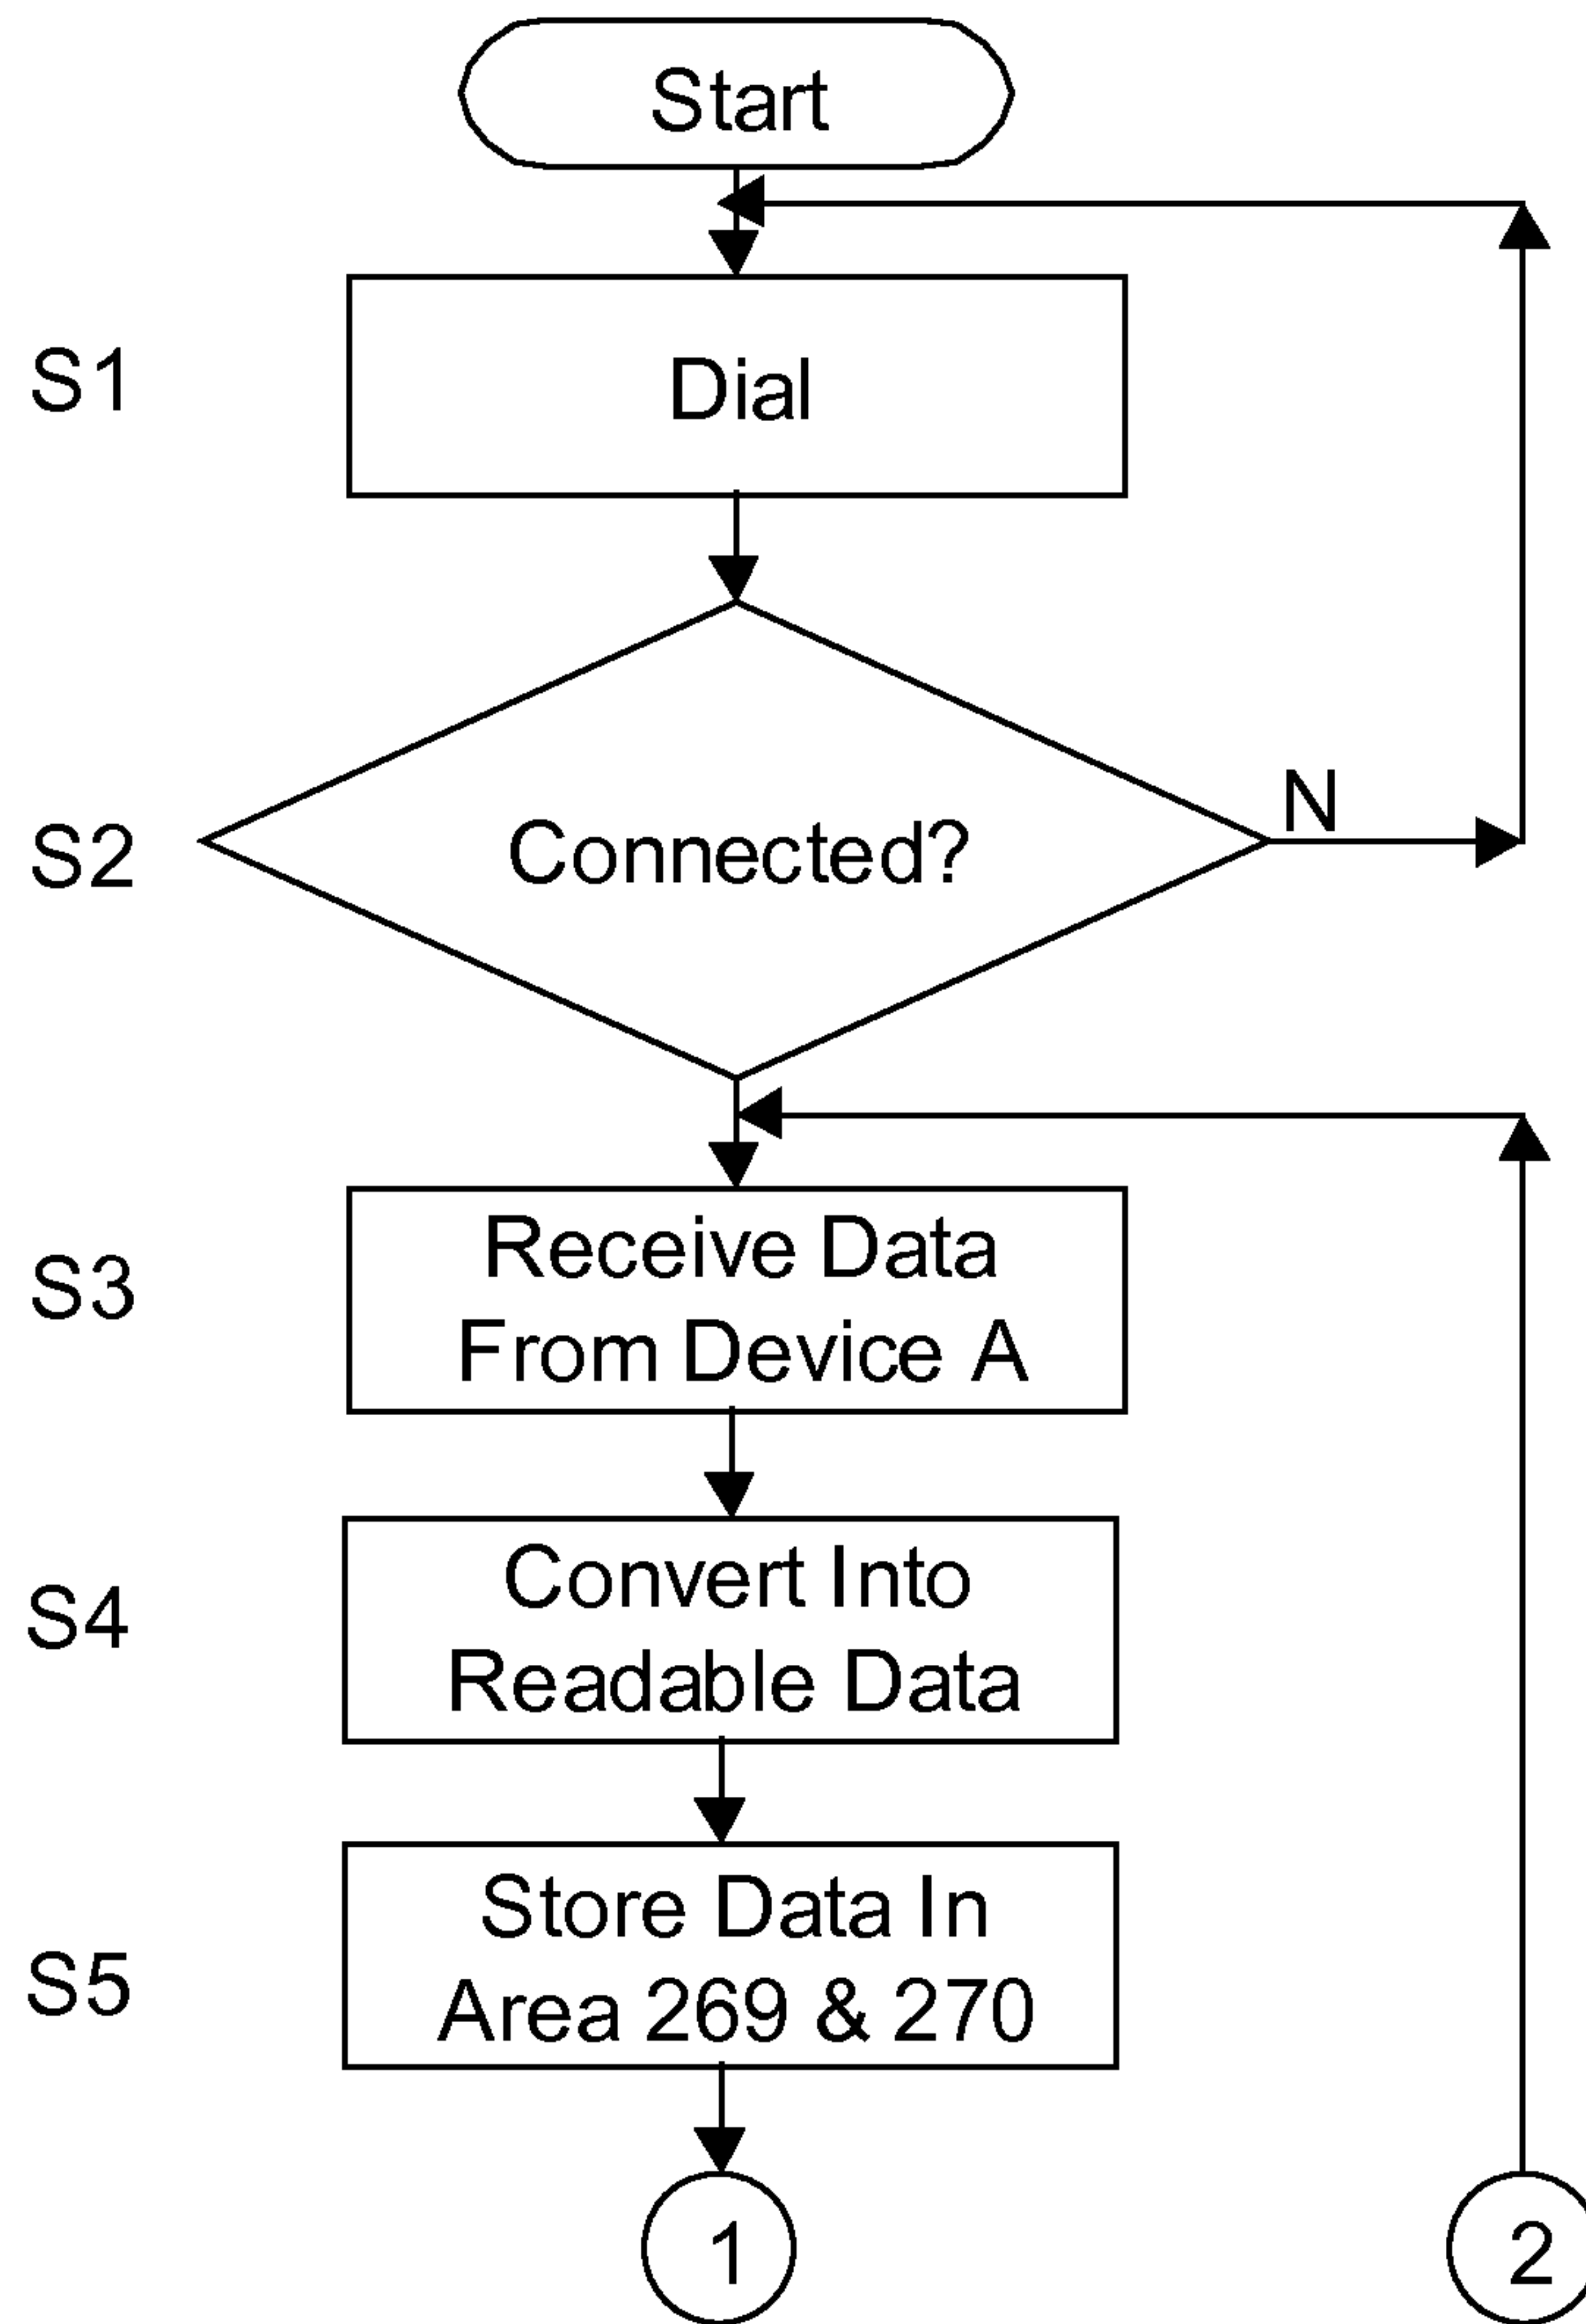 Start
S1
Dial
S2
Connected?
N
S3
Receive Data
From Device A
S4
Convert Into
Readable Data
S5
Store Data In
Area 269 & 270
1
2